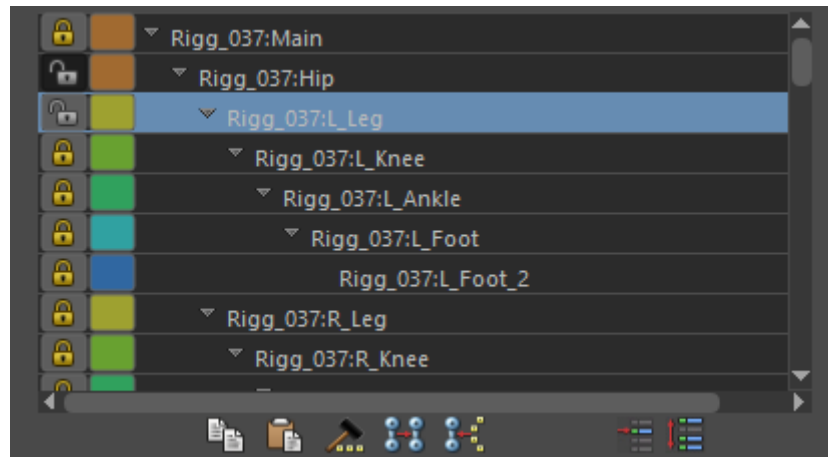 Rigg_037:Main
Rigg_037:Hip
Rigg_037:L_Leg
Rigg_037:L_Knee
Rigg_037:L_Ankle
Rigg_037:L_Foot
Rigg_037:L_Foot_2
Rigg_037:R_Leg
Rigg_037:R_Knee